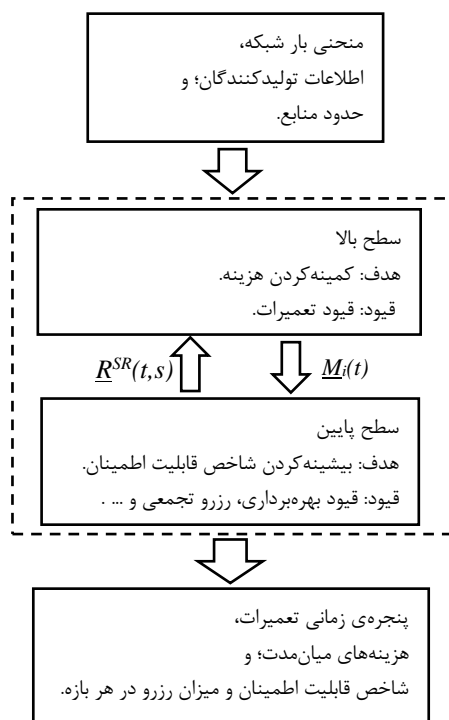 منحنی بار شبکه،
اطلاعات تولیدکنندگان؛ و
حدود منابع.
سطح بالا
هدف: کمینه‌کردن هزینه.
قیود: قیود تعمیرات.
R^SR(t,s)
M_i(t)
سطح پایین
هدف: بیشینه‌کردن شاخص قابلیت اطمینان.
قیود: قیود بهره‌برداری، رزرو تجمعی و ... .
پنجره‌ی زمانی تعمیرات،
هزینه‌های میان‌مدت؛ و
شاخص قابلیت اطمینان و میزان رزرو در هر بازه.